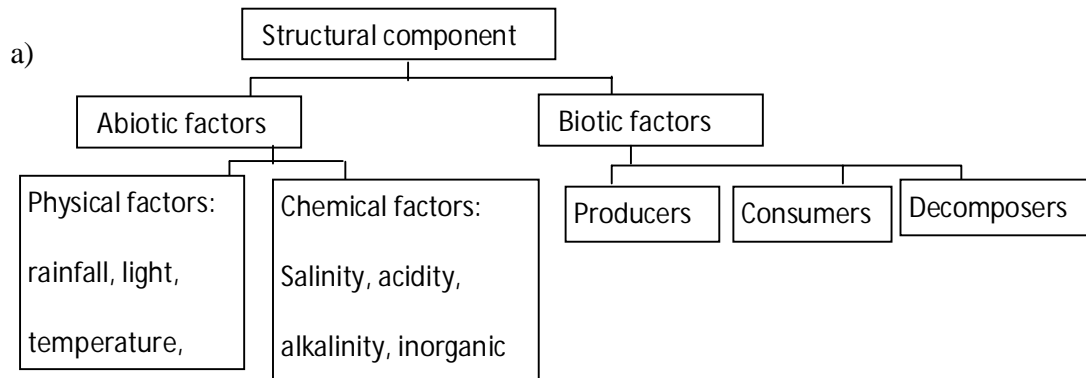 a)
Structural component
Abiotic factors
Biotic factors
Physical factors:
rainfall, light,
temperature,
Chemical factors:
Salinity, acidity,
alkalinity, inorganic
Producers
Consumers
Decomposers